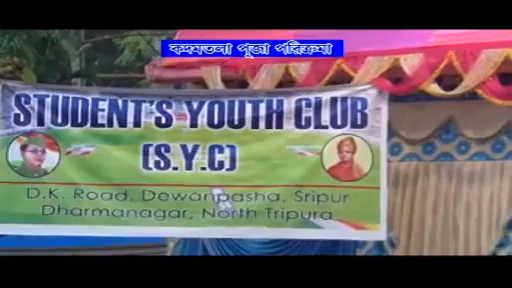 কদমতলা পূজা পরিক্রমা
STUDENT'S YOUTH CLUB
(S.Y.C)
D.K. Road, Dewanpasha, Sripur
Dharmanagar, North Tripura